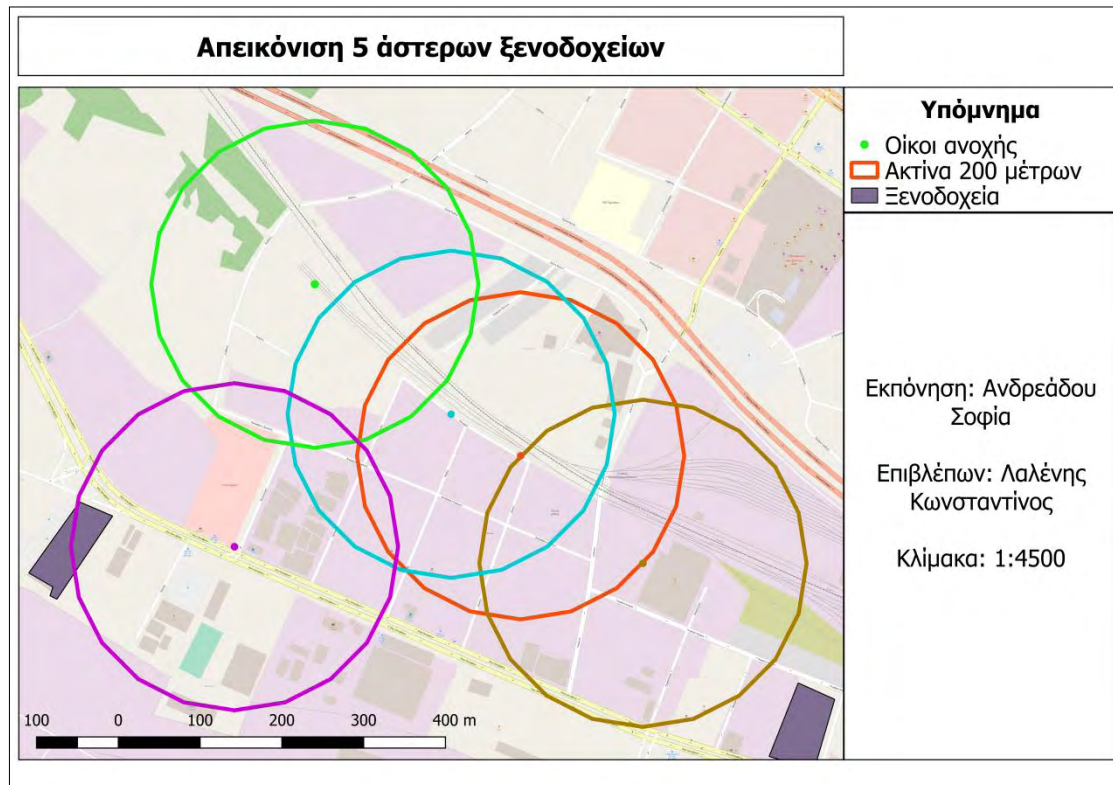 Απεικόνιση 5 άστερων ξενοδοχείων
Υπόμνημα
Οίκοι ανοχής
Ακτίνα 200 μέτρων
Ξενοδοχεία
Εκπόνηση: Ανδρεάδου
Σοφία
Επιβλέπων: Λαλένης
Κωνσταντίνος
Κλίμακα: 1:4500
100 0 100 200 300 400 m